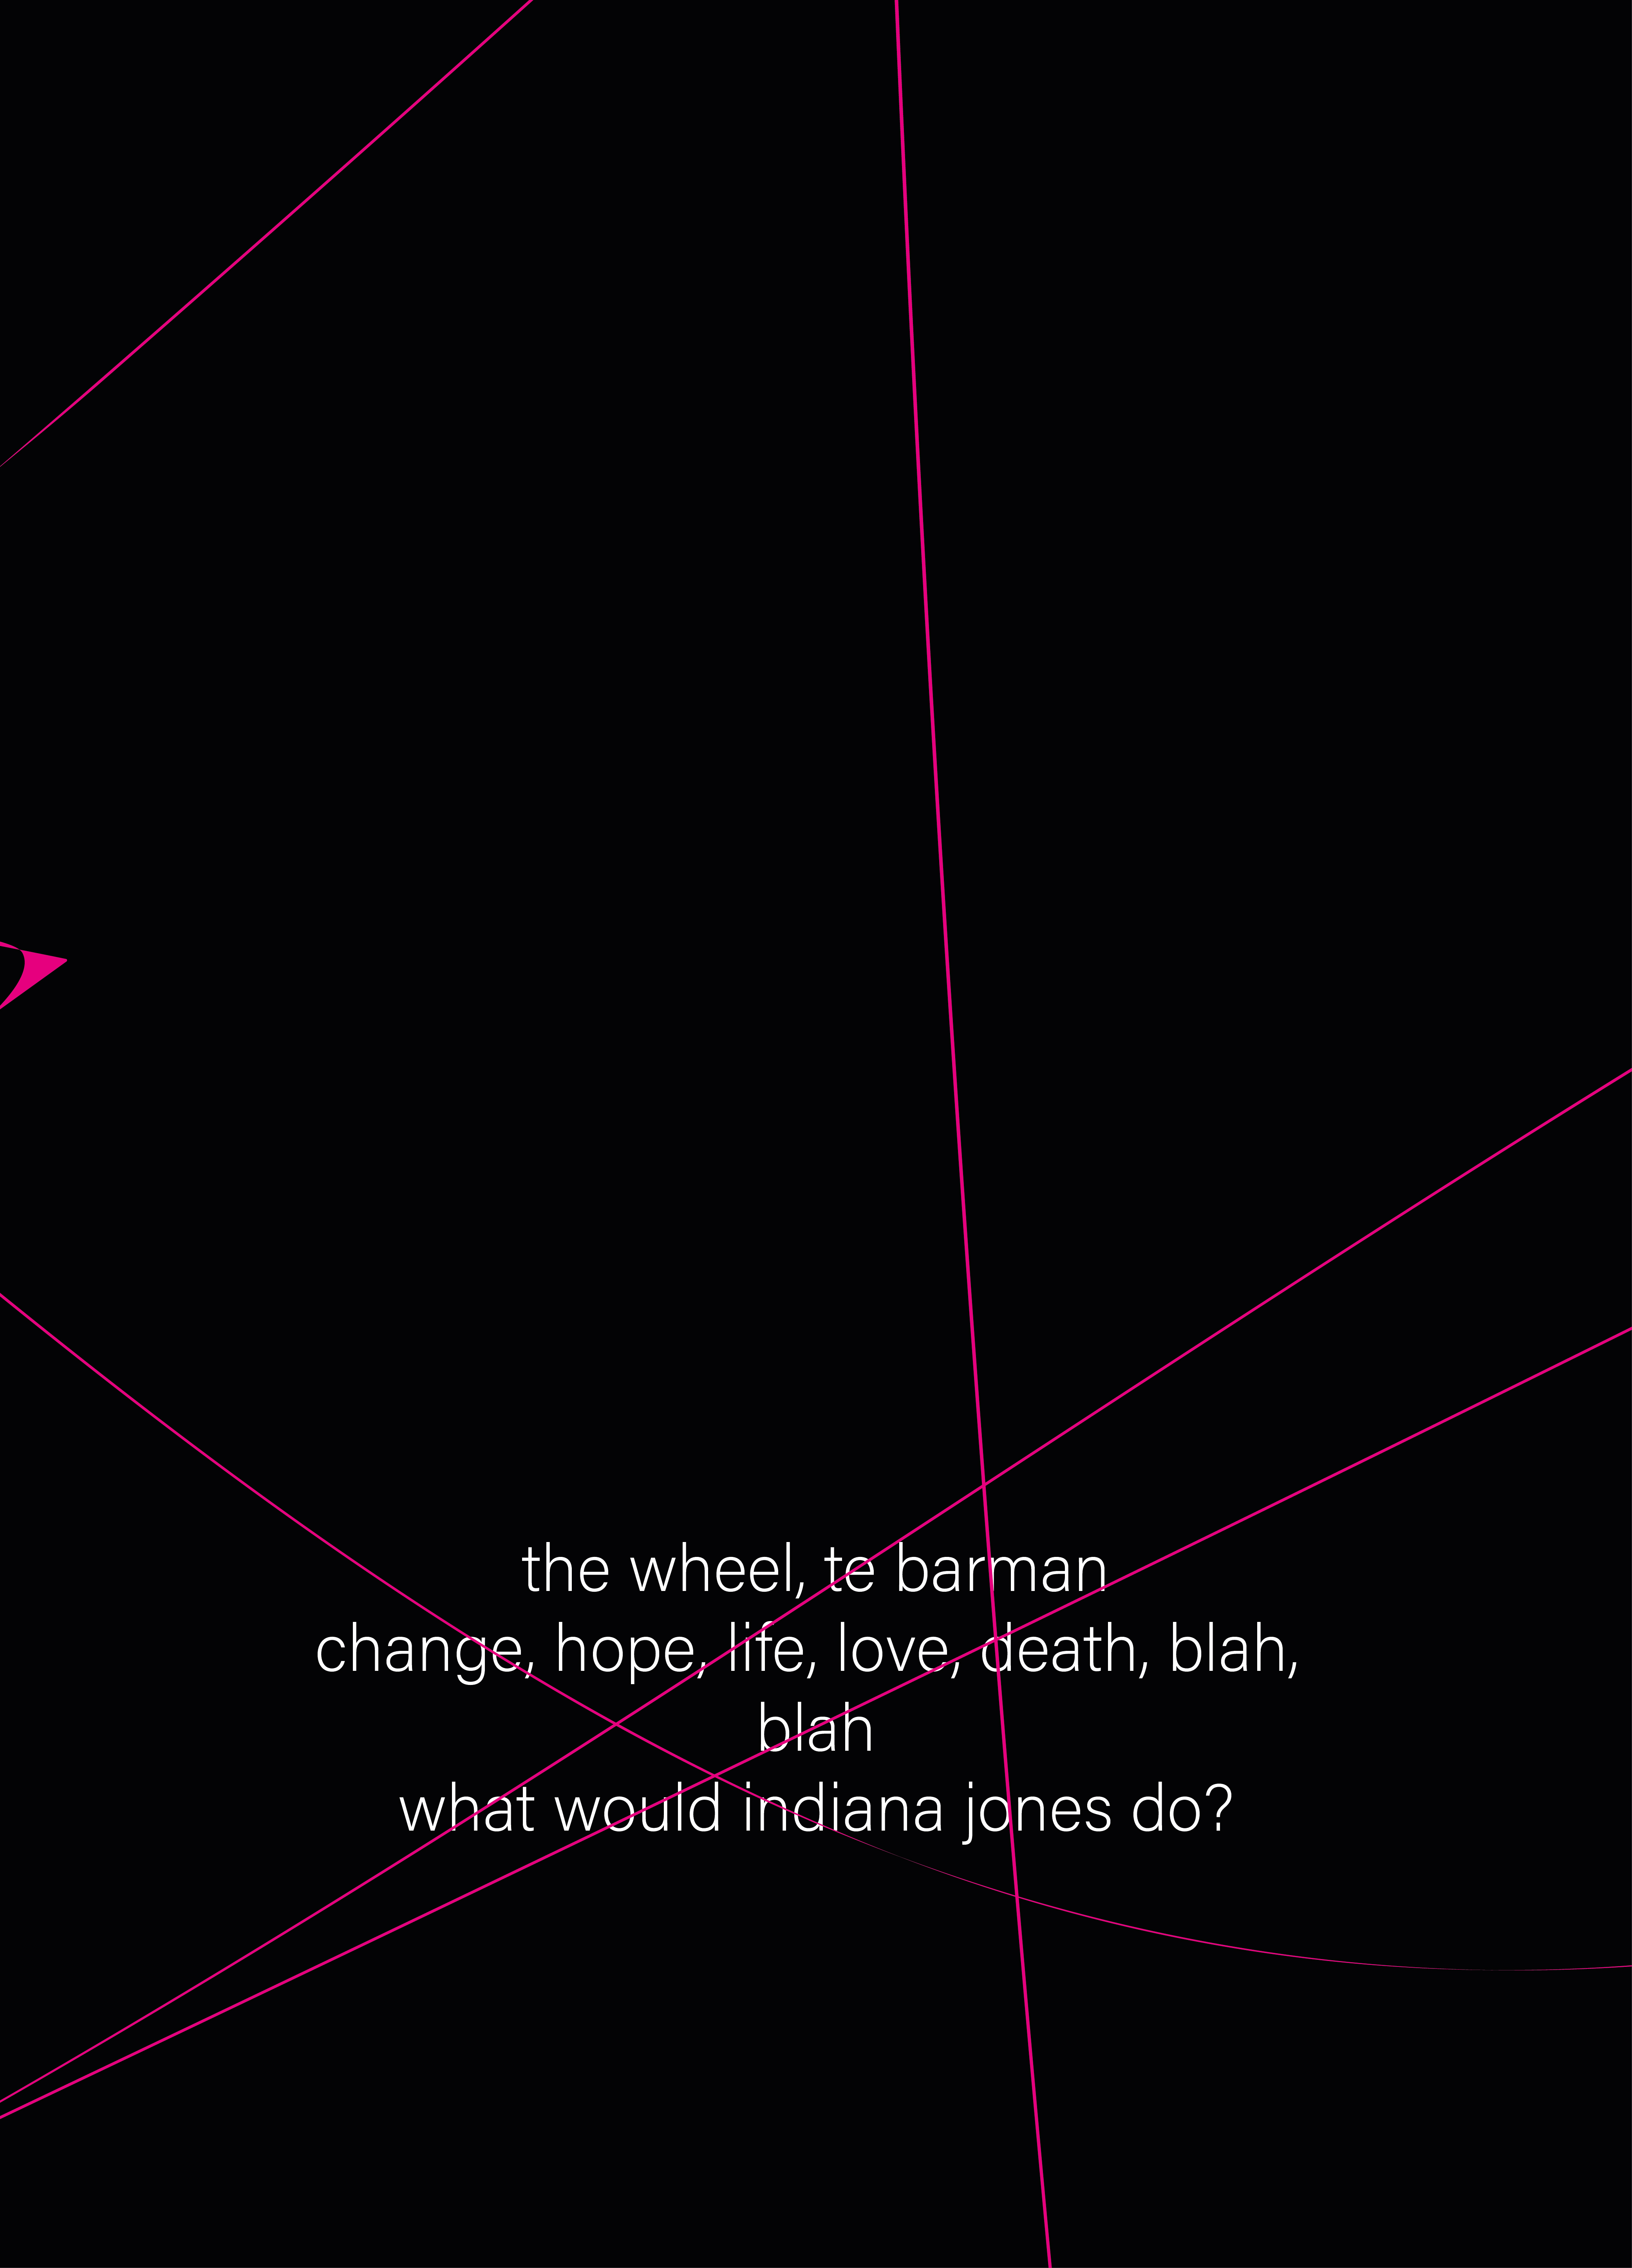 the wheel, te barman
change, hope, life, love, death, blah,
blah
what would indiana jones do?